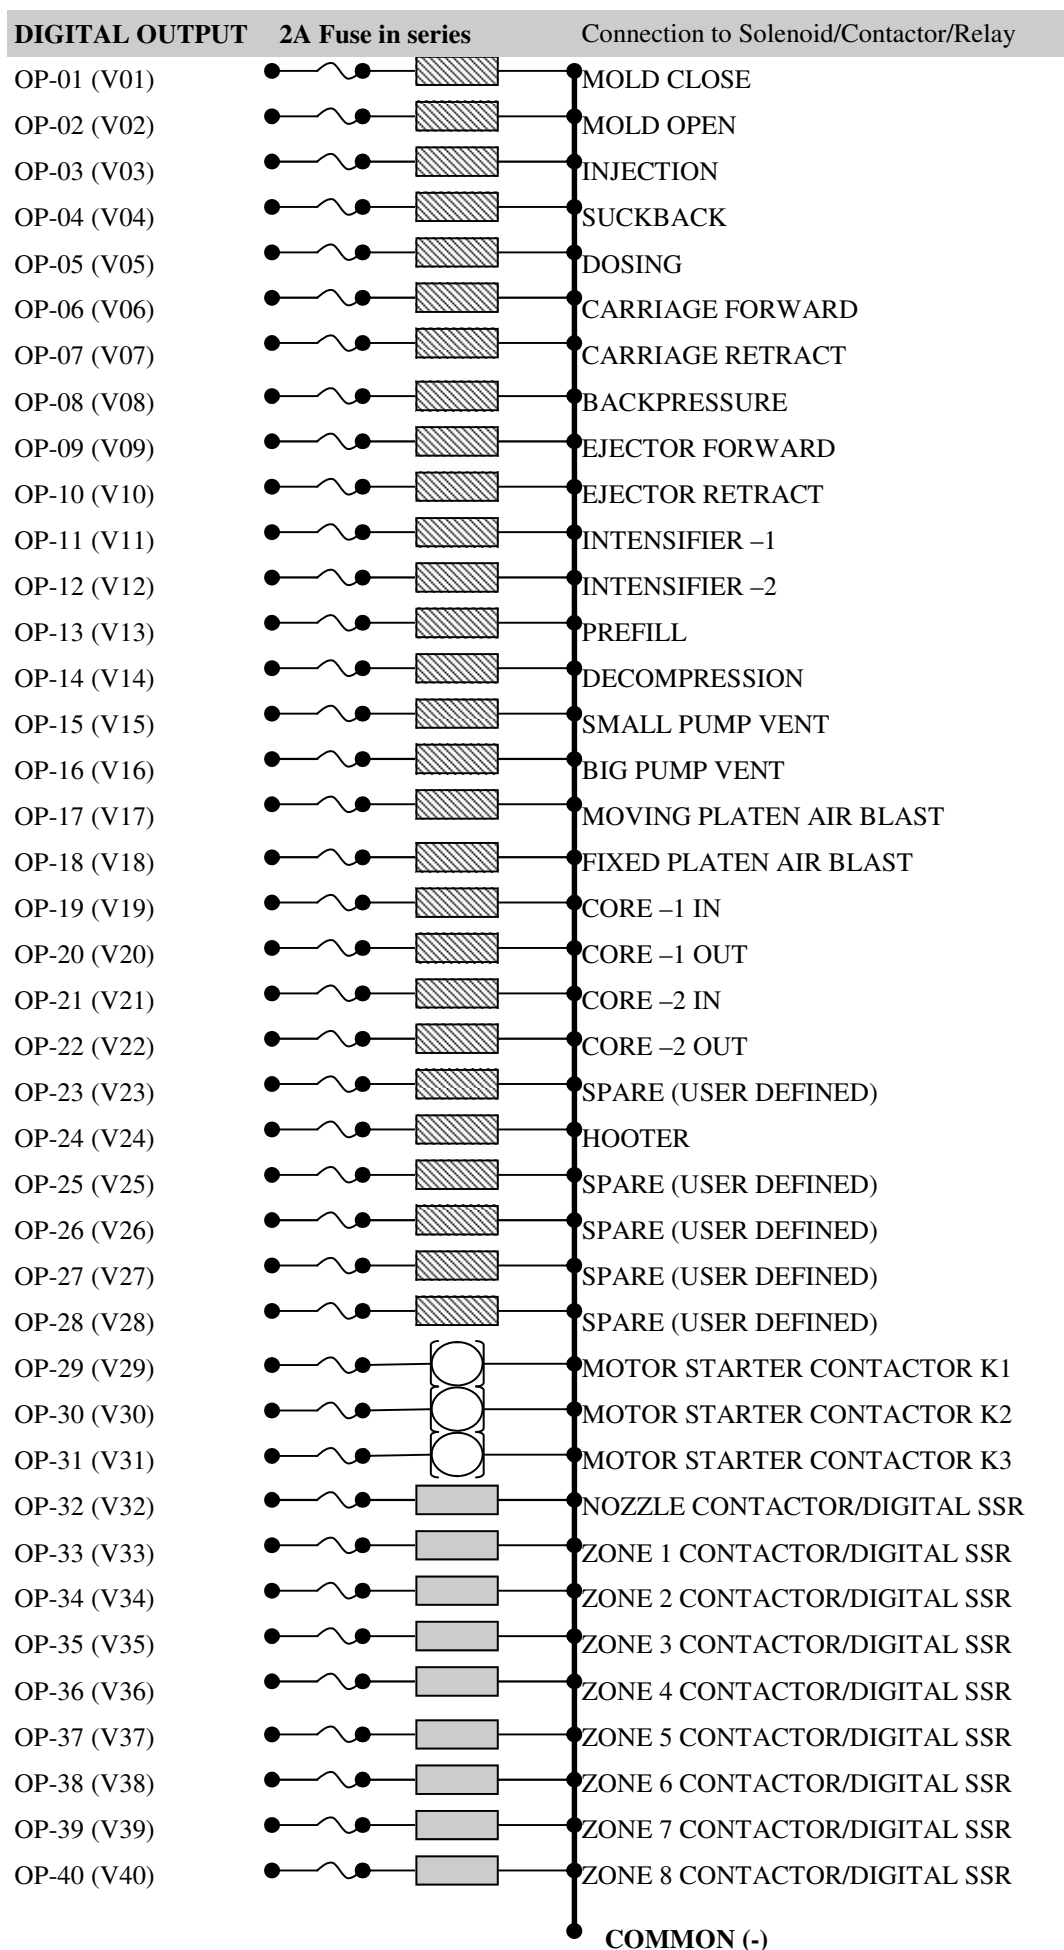 DIGITAL OUTPUT 2A Fuse in series Connection to Solenoid/Contactor/Relay
OP-01 (V01) MOLD CLOSE
OP-02 (V02) MOLD OPEN
OP-03 (V03) INJECTION
OP-04 (V04) SUCKBACK
OP-05 (V05) DOSING
OP-06 (V06) CARRIAGE FORWARD
OP-07 (V07) CARRIAGE RETRACT
OP-08 (V08) BACKPRESSURE
OP-09 (V09) EJECTOR FORWARD
OP-10 (V10) EJECTOR RETRACT
OP-11 (V11) INTENSIFIER –1
OP-12 (V12) INTENSIFIER –2
OP-13 (V13) PREFILL
OP-14 (V14) DECOMPRESSION
OP-15 (V15) SMALL PUMP VENT
OP-16 (V16) BIG PUMP VENT
OP-17 (V17) MOVING PLATEN AIR BLAST
OP-18 (V18) FIXED PLATEN AIR BLAST
OP-19 (V19) CORE –1 IN
OP-20 (V20) CORE –1 OUT
OP-21 (V21) CORE –2 IN
OP-22 (V22) CORE –2 OUT
OP-23 (V23) SPARE (USER DEFINED)
OP-24 (V24) HOOTER
OP-25 (V25) SPARE (USER DEFINED)
OP-26 (V26) SPARE (USER DEFINED)
OP-27 (V27) SPARE (USER DEFINED)
OP-28 (V28) SPARE (USER DEFINED)
OP-29 (V29) MOTOR STARTER CONTACTOR K1
OP-30 (V30) MOTOR STARTER CONTACTOR K2
OP-31 (V31) MOTOR STARTER CONTACTOR K3
OP-32 (V32) NOZZLE CONTACTOR/DIGITAL SSR
OP-33 (V33) ZONE 1 CONTACTOR/DIGITAL SSR
OP-34 (V34) ZONE 2 CONTACTOR/DIGITAL SSR
OP-35 (V35) ZONE 3 CONTACTOR/DIGITAL SSR
OP-36 (V36) ZONE 4 CONTACTOR/DIGITAL SSR
OP-37 (V37) ZONE 5 CONTACTOR/DIGITAL SSR
OP-38 (V38) ZONE 6 CONTACTOR/DIGITAL SSR
OP-39 (V39) ZONE 7 CONTACTOR/DIGITAL SSR
OP-40 (V40) ZONE 8 CONTACTOR/DIGITAL SSR
COMMON (-)